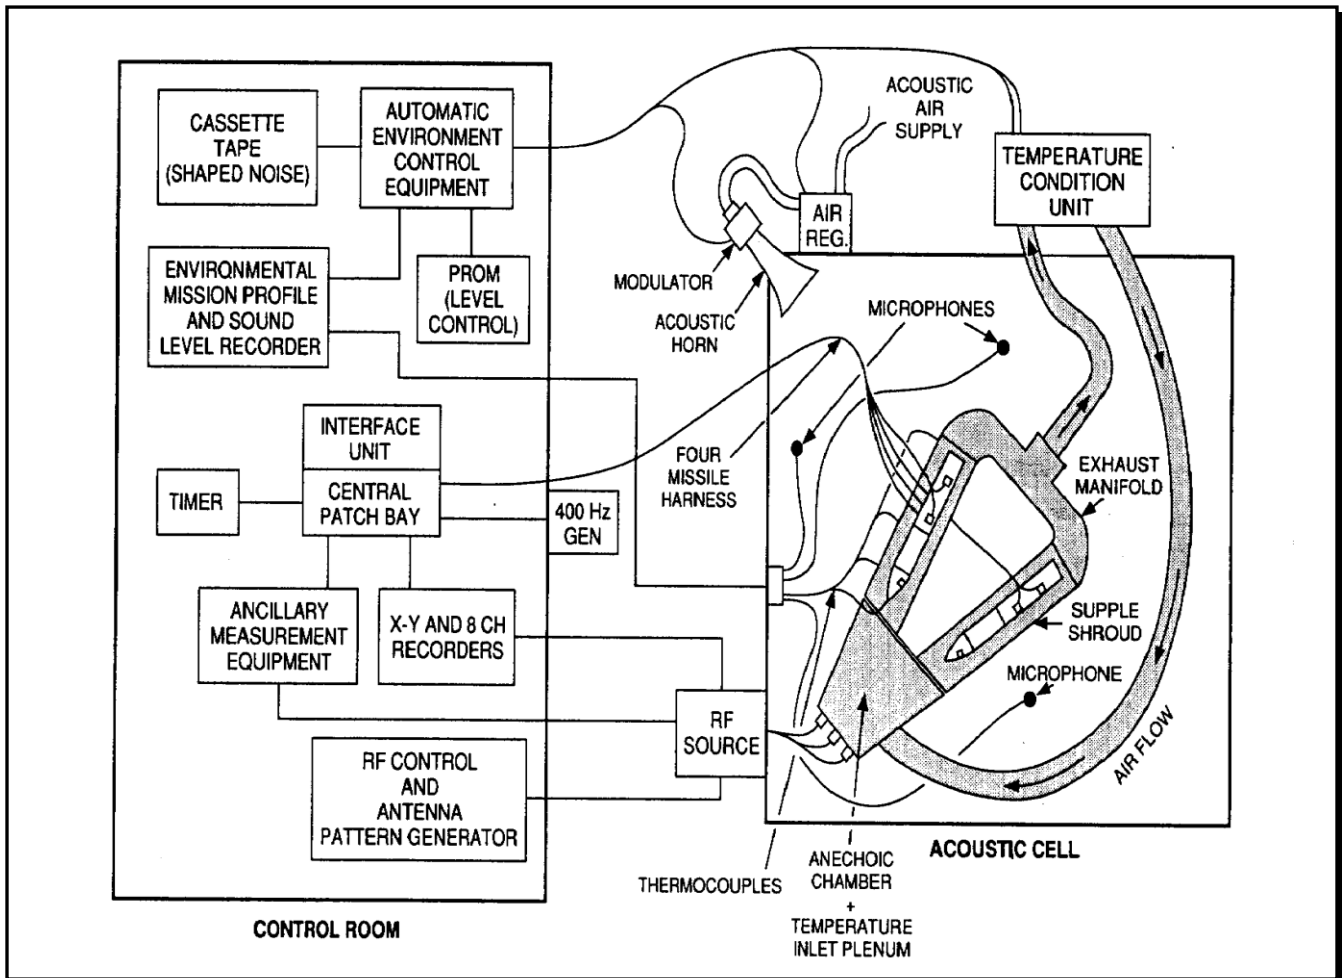 CASSETTE
TAPE
(SHAPED NOISE)
AUTOMATIC
ENVIRONMENT
CONTROL
EQUIPMENT
ENVIRONMENTAL
MISSION PROFILE
AND SOUND
LEVEL RECORDER
PROM
(LEVEL
CONTROL)
INTERFACE
UNIT
TIMER
CENTRAL
PATCH BAY
400 Hz
GEN
ANCILLARY
MEASUREMENT
EQUIPMENT
X-Y AND 8 CH
RECORDERS
RF CONTROL
AND
ANTENNA
PATTERN GENERATOR
CONTROL ROOM
ACOUSTIC
AIR
SUPPLY
TEMPERATURE
CONDITION
UNIT
AIR
REG.
MODULATOR
ACOUSTIC
HORN
MICROPHONES
FOUR
MISSILE
HARNESS
EXHAUST
MANIFOLD
SUPPLE
SHROUD
MICROPHONE
RF
SOURCE
AIR FLOW
ACOUSTIC CELL
THERMOCOUPLES
ANECHOIC
CHAMBER
+
TEMPERATURE
INLET PLENUM